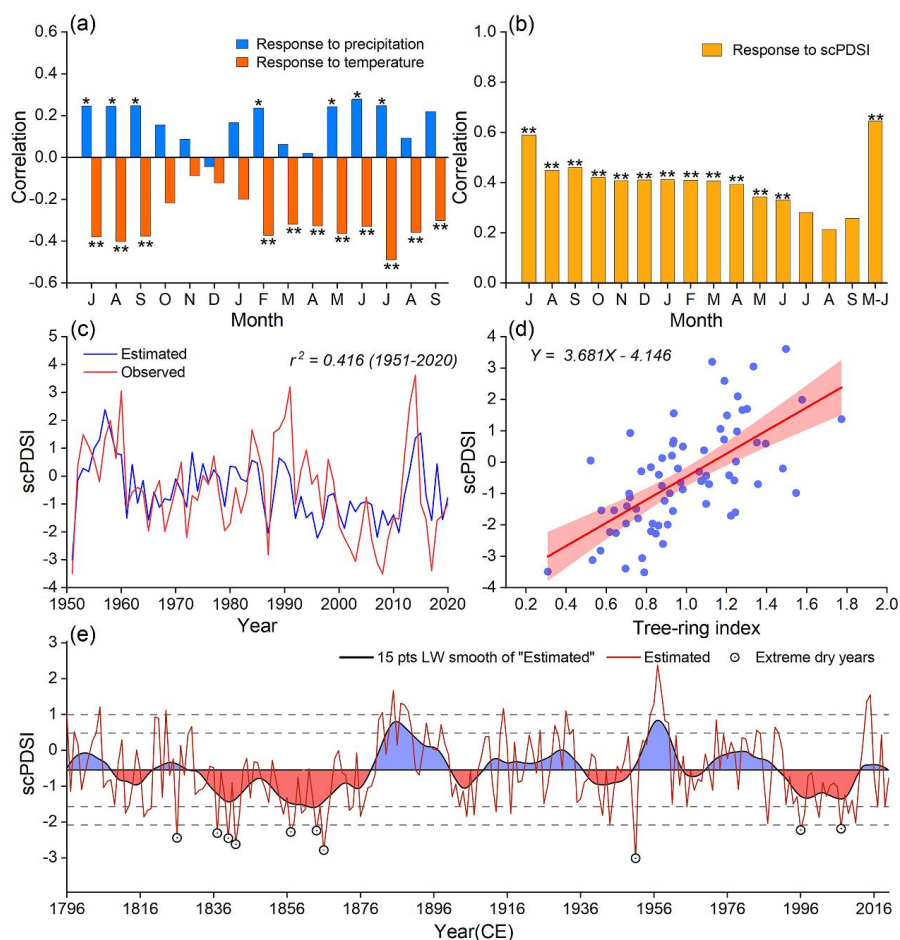 (a)
Response to precipitation
Response to temperature
Correlation
0.6
0.4
0.2
0.0
-0.2
-0.4
-0.6
* * * * * * *
** ** ** ** ** ** ** ** ** ** **
J A S O N D J F M A M J J A S
Month
(b)
Response to scPDSI
Correlation
1.0
0.8
0.6
0.4
0.2
0.0
** ** ** ** ** ** ** ** ** ** ** ** **
J A S O N D J F M A M J J A S M-J
Month
(c)
Estimated
Observed
r² = 0.416 (1951-2020)
scPDSI
5
4
3
2
1
0
-1
-2
-3
-4
1950 1960 1970 1980 1990 2000 2010 2020
Year
(d)
Y = 3.681X - 4.146
scPDSI
4
3
2
1
0
-1
-2
-3
-4
0.2 0.4 0.6 0.8 1.0 1.2 1.4 1.6 1.8 2.0
Tree-ring index
(e)
15 pts LW smooth of "Estimated" Estimated Extreme dry years
scPDSI
3
2
1
0
-1
-2
-3
1796 1816 1836 1856 1876 1896 1916 1936 1956 1976 1996 2016
Year(CE)